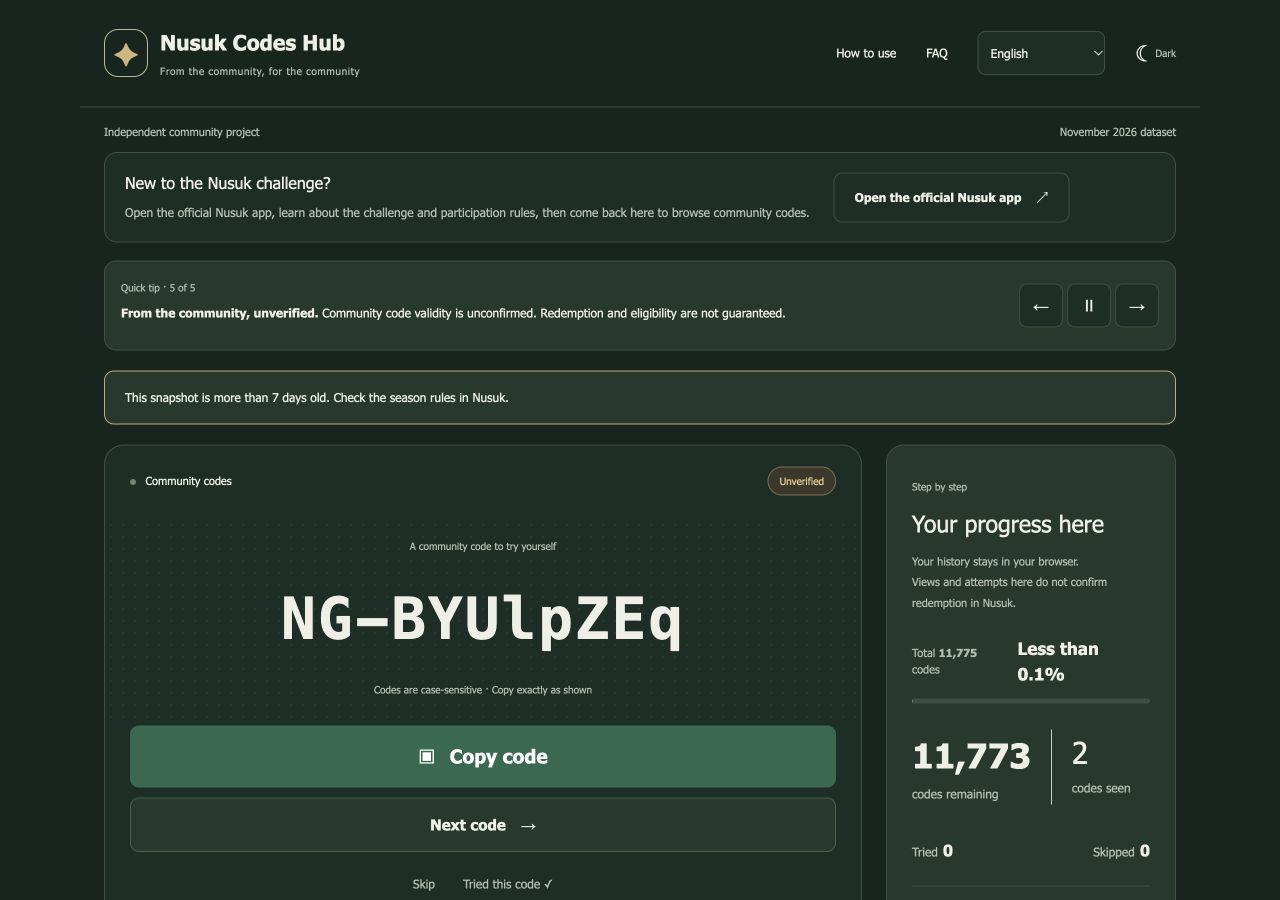 Nusuk Codes Hub
From the community, for the community
How to use
FAQ
English
Dark
Independent community project
November 2026 dataset
New to the Nusuk challenge?
Open the official Nusuk app, learn about the challenge and participation rules, then come back here to browse community codes.
Open the official Nusuk app ↗
Quick tip · 5 of 5
From the community, unverified. Community code validity is unconfirmed. Redemption and eligibility are not guaranteed.
This snapshot is more than 7 days old. Check the season rules in Nusuk.
Community codes
Unverified
A community code to try yourself
NG-BYUlpZEq
Codes are case-sensitive · Copy exactly as shown
Copy code
Next code →
Skip
Tried this code ✓
Step by step
Your progress here
Your history stays in your browser.
Views and attempts here do not confirm
redemption in Nusuk.
Total 11,775
codes
Less than
0.1%
11,773
codes remaining
2
codes seen
Tried 0
Skipped 0